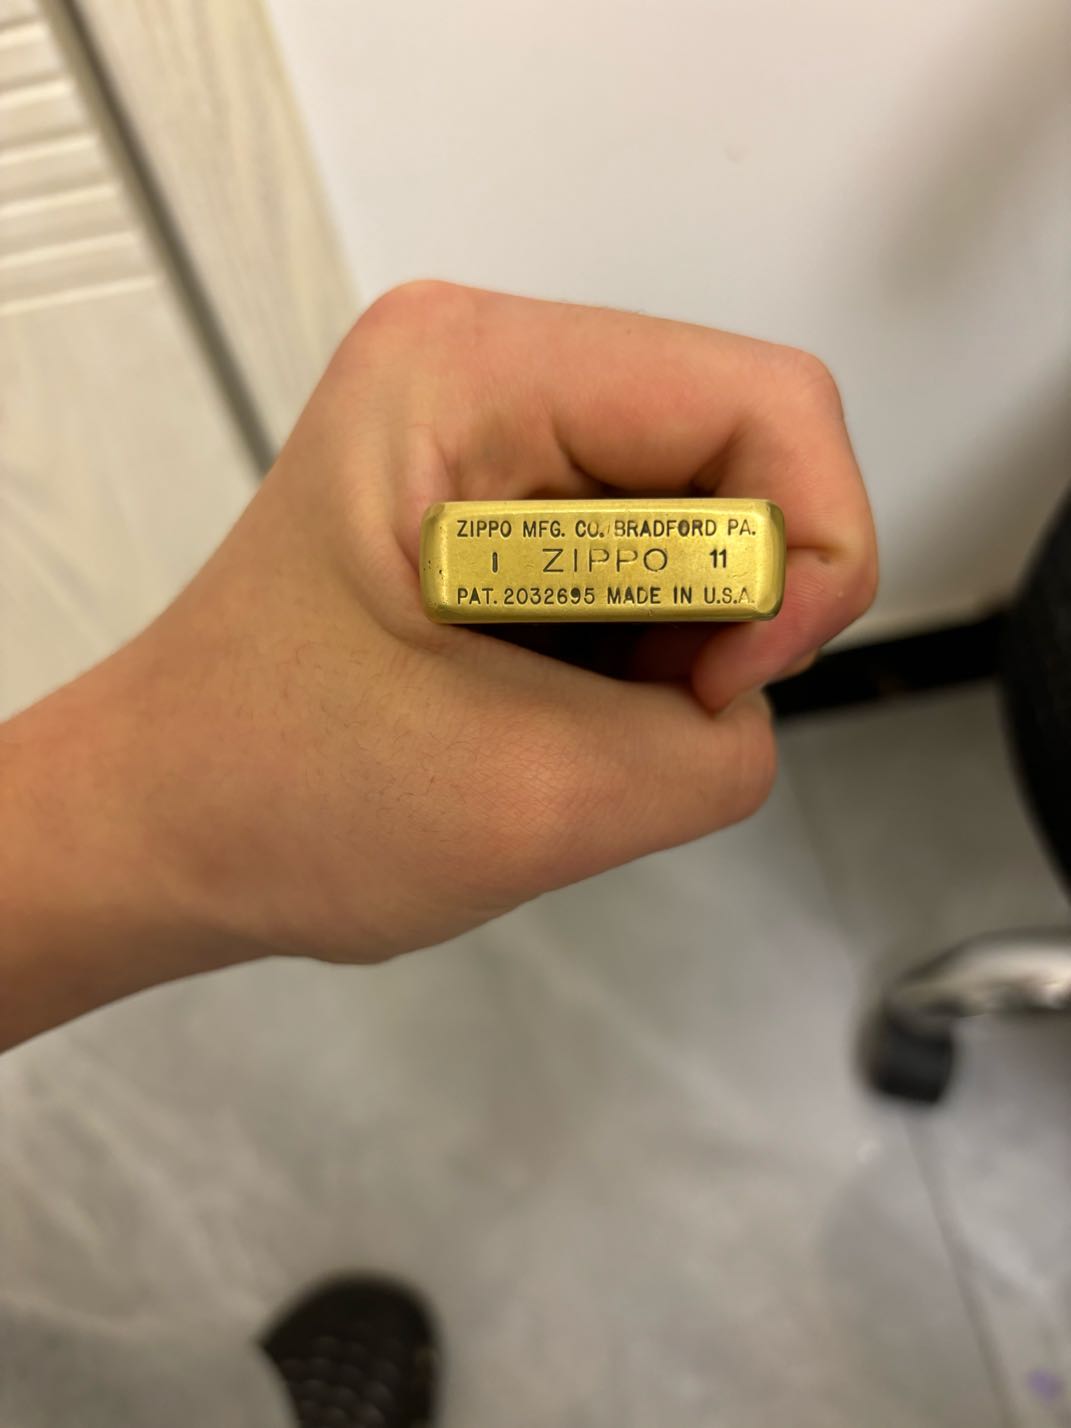 ZIPPO MFG. CO. BRADFORD PA.
I ZIPPO 11
PAT. 2032695 MADE IN U.S.A.